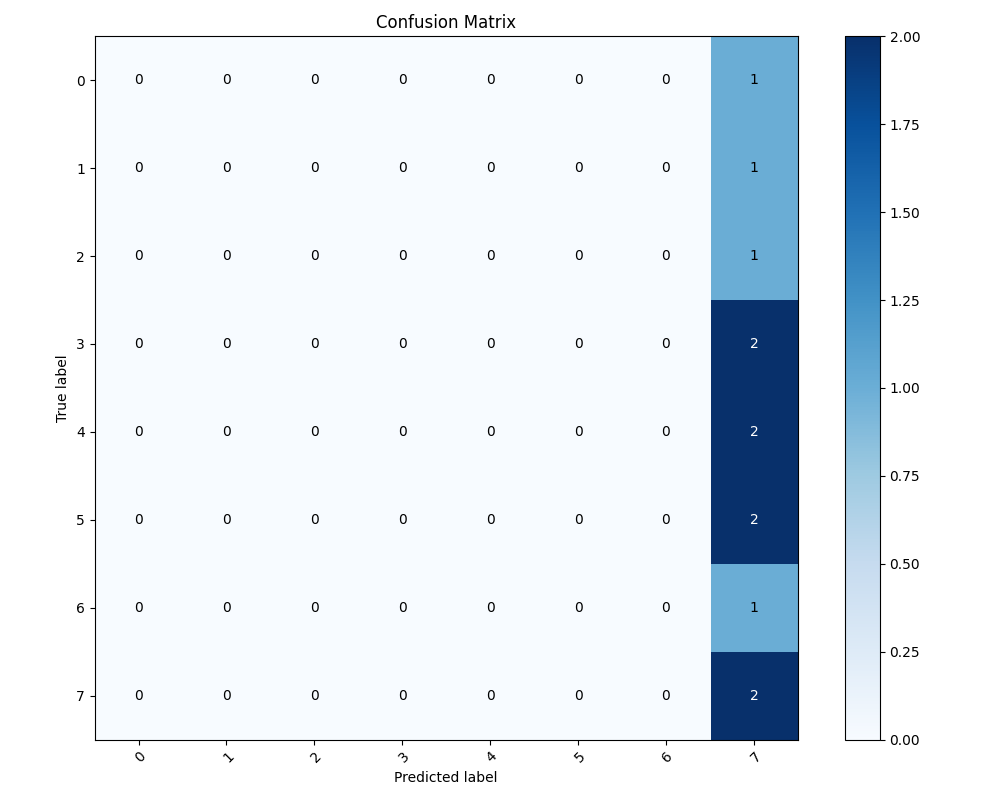 Confusion Matrix
0 0 0 0 0 0 0 0 1
1 0 0 0 0 0 0 0 1
2 0 0 0 0 0 0 0 1
3 0 0 0 0 0 0 0 2
4 0 0 0 0 0 0 0 2
5 0 0 0 0 0 0 0 2
6 0 0 0 0 0 0 0 1
7 0 0 0 0 0 0 0 2
0 1 2 3 4 5 6 7
True label
Predicted label
2.00
1.75
1.50
1.25
1.00
0.75
0.50
0.25
0.00